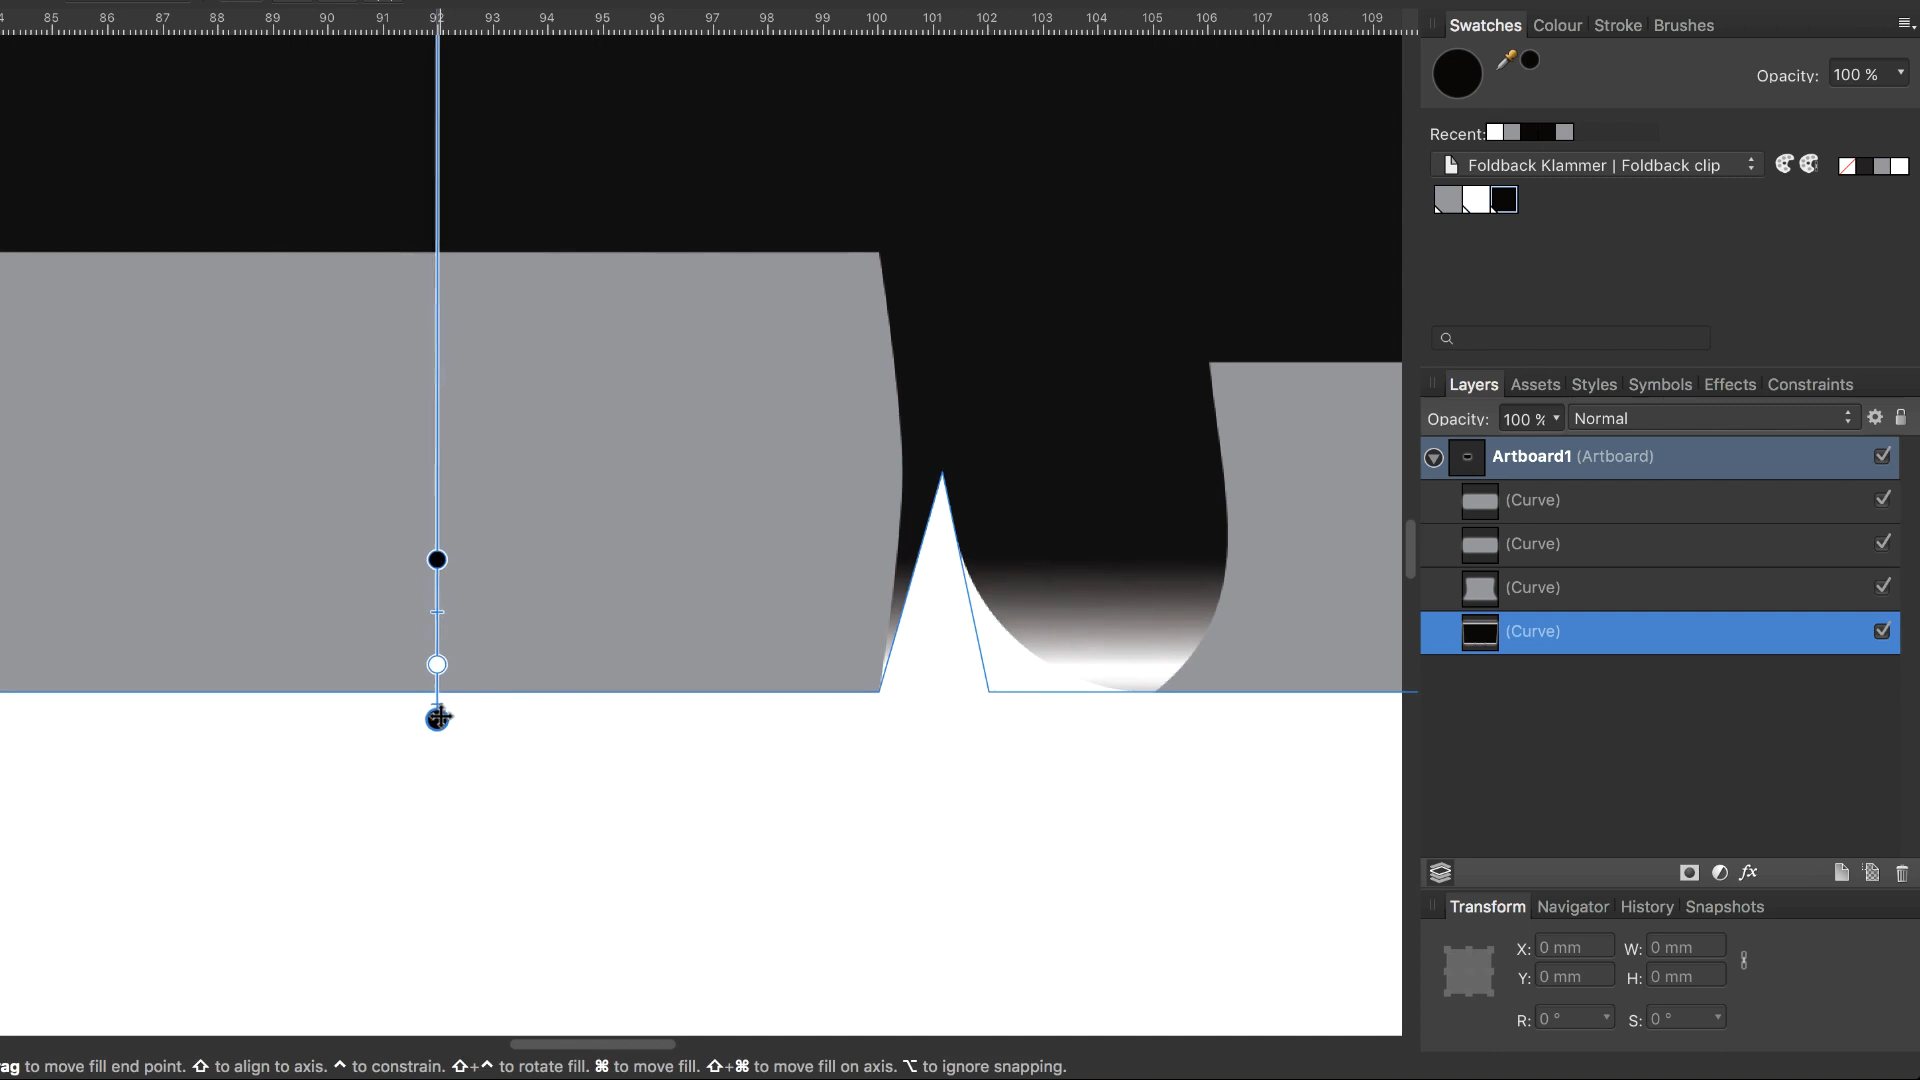 85 86 87 88 89 90 91 92 93 94 95 96 97 98 99 100 101 102 103 104 105 106 107 108 109
Swatches Colour Stroke Brushes
Opacity: 100 %
Recent:
Foldback Klammer | Foldback clip
Layers Assets Styles Symbols Effects Constraints
Opacity: 100 % Normal
Artboard1 (Artboard)
(Curve)
(Curve)
(Curve)
(Curve)
fx
Transform Navigator History Snapshots
X: 0 mm W: 0 mm
Y: 0 mm H: 0 mm
R: 0 ° S: 0 °
ag to move fill end point. ⇧ to align to axis. ^ to constrain. ⇧+^ to rotate fill. ⌘ to move fill. ⇧+⌘ to move fill on axis. ⌥ to ignore snapping.